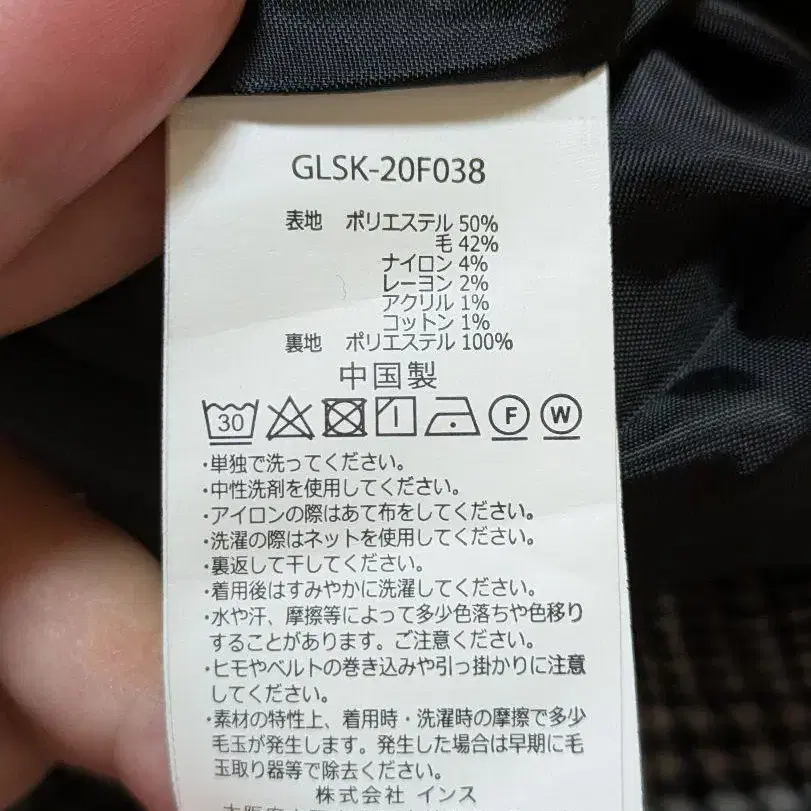 GLSK-20F038
表地 ポリエステル 50%
毛 42%
ナイロン 4%
レーヨン 2%
アクリル 1%
コットン 1%
裏地 ポリエステル 100%
中国製
30 F W
・単独で洗ってください。
・中性洗剤を使用してください。
・アイロンの際はあて布をしてください。
・洗濯の際はネットを使用してください。
・裏返して干してください。
・着用後はすみやかに洗濯してください。
・水や汗、摩擦等によって多少色落ちや色移り
することがあります。ご注意ください。
・ヒモやベルトの巻き込みや引っ掛かりに注意
してください。
・素材の特性上、着用時・洗濯時の摩擦で多少
毛玉が発生します。発生した場合は早期に毛
玉取り器等で除去ください。
株式会社 インス